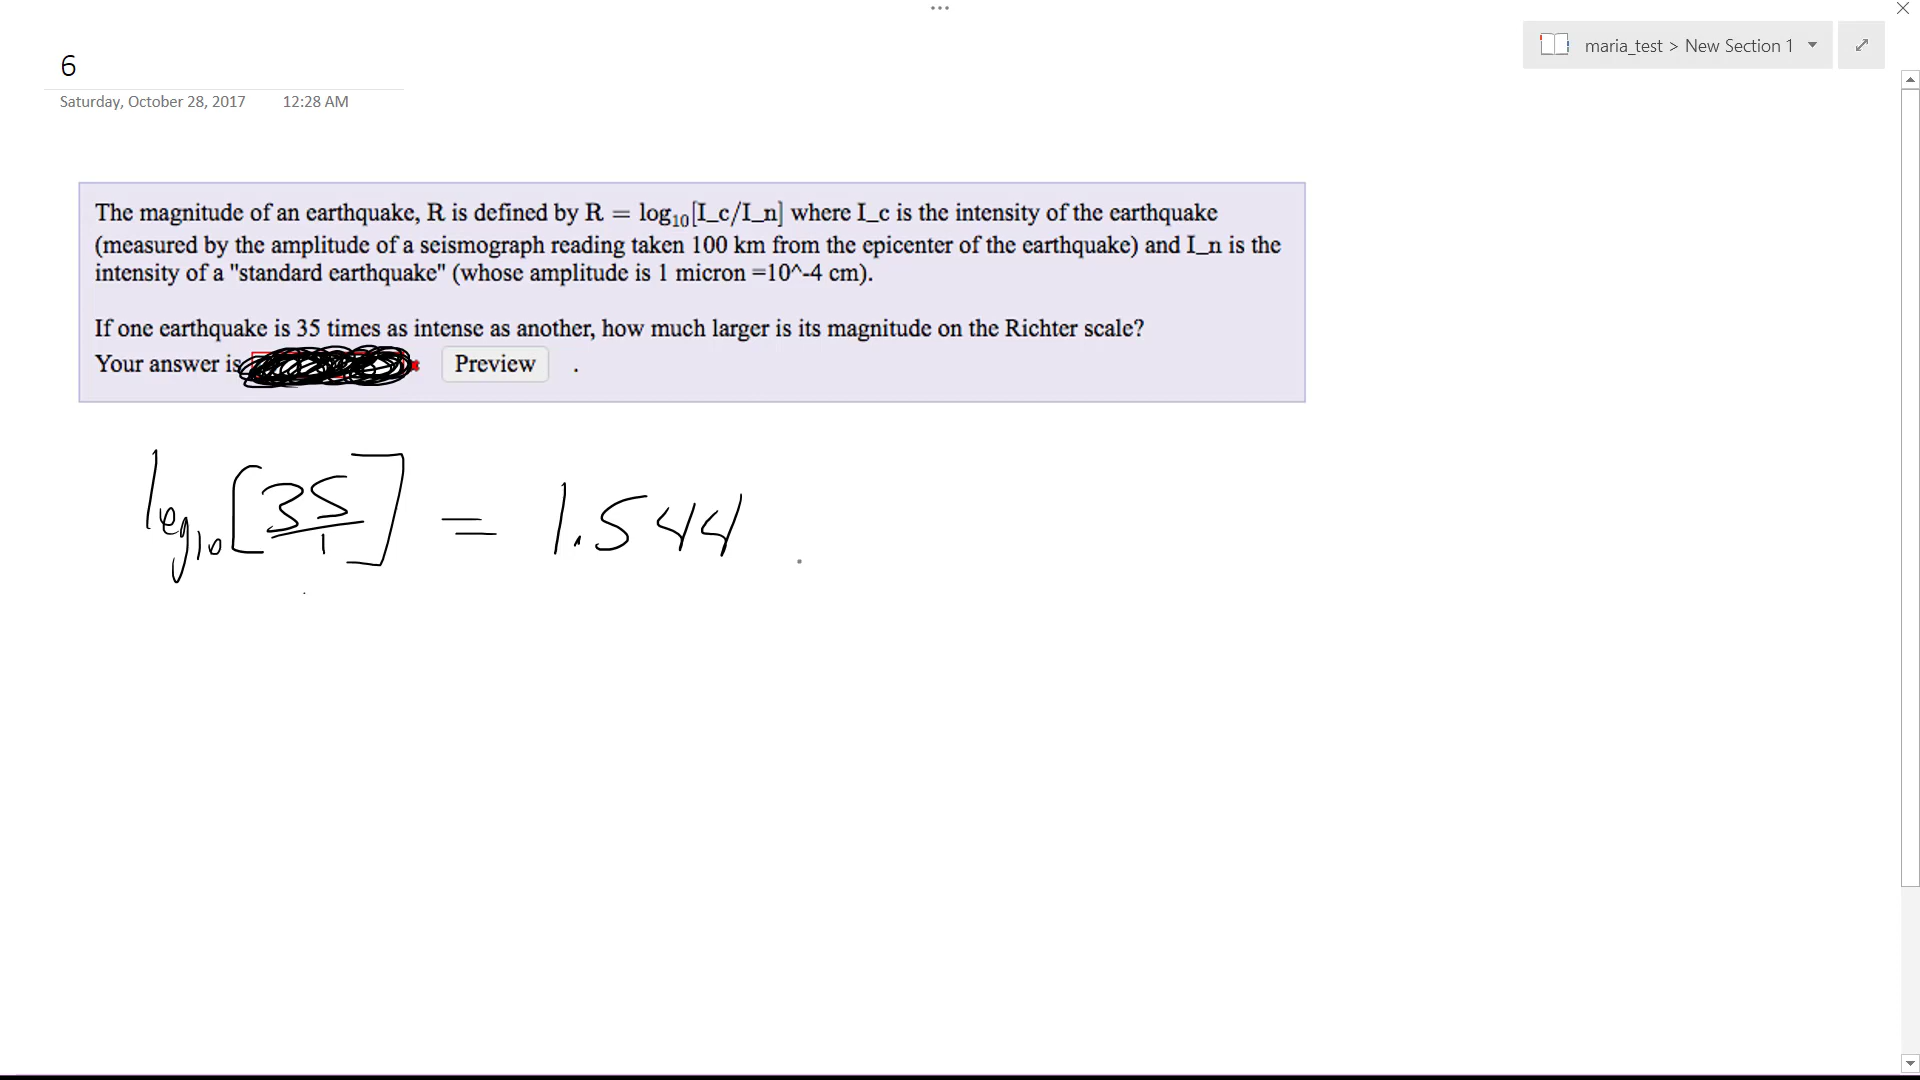 maria_test > New Section 1
6
Saturday, October 28, 2017 12:28 AM
The magnitude of an earthquake, R is defined by R = log₁₀[I_c/I_n] where I_c is the intensity of the earthquake
(measured by the amplitude of a seismograph reading taken 100 km from the epicenter of the earthquake) and I_n is the
intensity of a "standard earthquake" (whose amplitude is 1 micron =10^-4 cm).
If one earthquake is 35 times as intense as another, how much larger is its magnitude on the Richter scale?
Your answer is Preview .
log₁₀[35/1] = 1.544